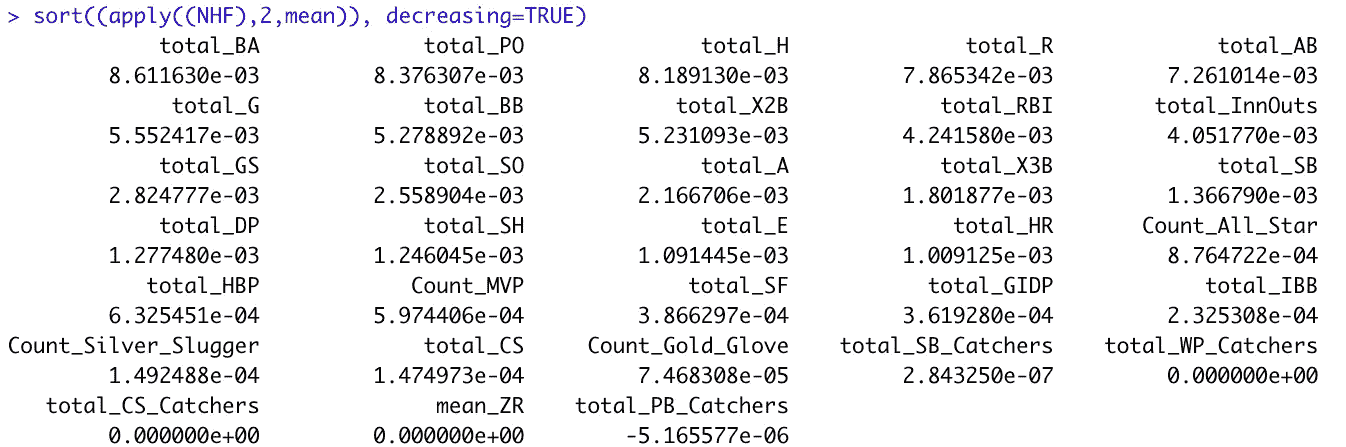 > sort((apply((NHF),2,mean)), decreasing=TRUE)
total_BA total_PO total_H total_R total_AB
8.611630e-03 8.376307e-03 8.189130e-03 7.865342e-03 7.261014e-03
total_G total_BB total_X2B total_RBI total_InnOuts
5.552417e-03 5.278892e-03 5.231093e-03 4.241580e-03 4.051770e-03
total_GS total_SO total_A total_X3B total_SB
2.824777e-03 2.558904e-03 2.166706e-03 1.801877e-03 1.366790e-03
total_DP total_SH total_E total_HR Count_All_Star
1.277480e-03 1.246045e-03 1.091445e-03 1.009125e-03 8.764722e-04
total_HBP Count_MVP total_SF total_GIDP total_IBB
6.325451e-04 5.974406e-04 3.866297e-04 3.619280e-04 2.325308e-04
Count_Silver_Slugger total_CS Count_Gold_Glove total_SB_Catchers total_WP_Catchers
1.492488e-04 1.474973e-04 7.468308e-05 2.843250e-07 0.000000e+00
total_CS_Catchers mean_ZR total_PB_Catchers
0.000000e+00 0.000000e+00 -5.165577e-06